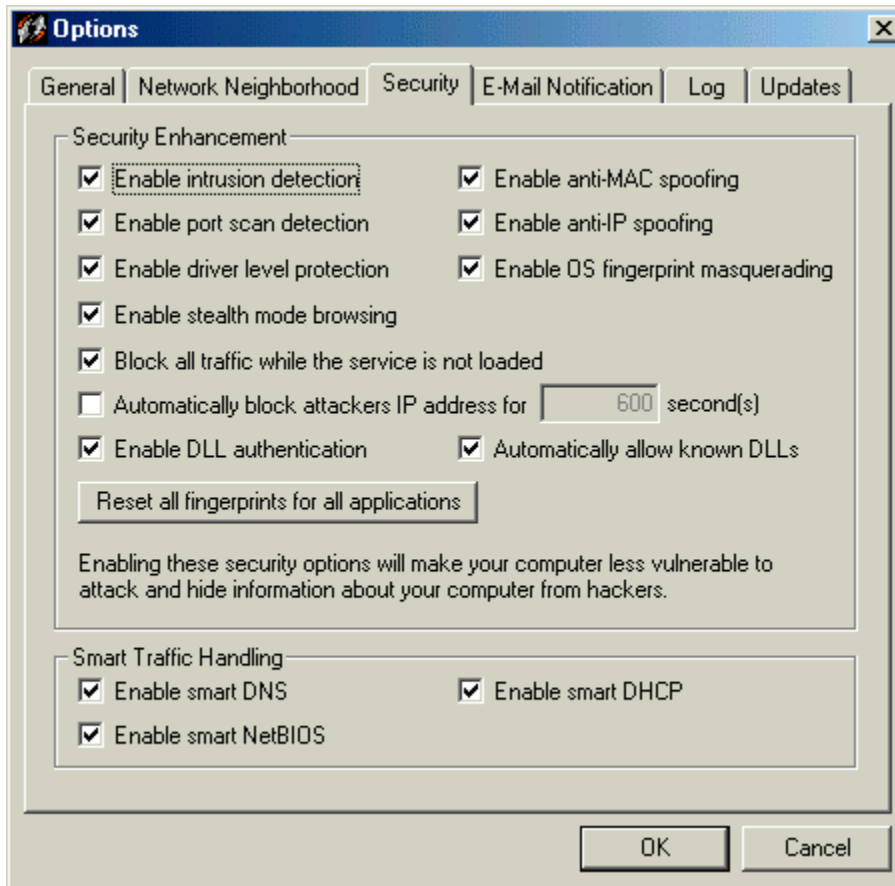 Options
General Network Neighborhood Security E-Mail Notification Log Updates
Security Enhancement
Enable intrusion detection Enable anti-MAC spoofing
Enable port scan detection Enable anti-IP spoofing
Enable driver level protection Enable OS fingerprint masquerading
Enable stealth mode browsing
Block all traffic while the service is not loaded
Automatically block attackers IP address for 600 second(s)
Enable DLL authentication Automatically allow known DLLs
Reset all fingerprints for all applications
Enabling these security options will make your computer less vulnerable to
attack and hide information about your computer from hackers.
Smart Traffic Handling
Enable smart DNS Enable smart DHCP
Enable smart NetBIOS
OK Cancel